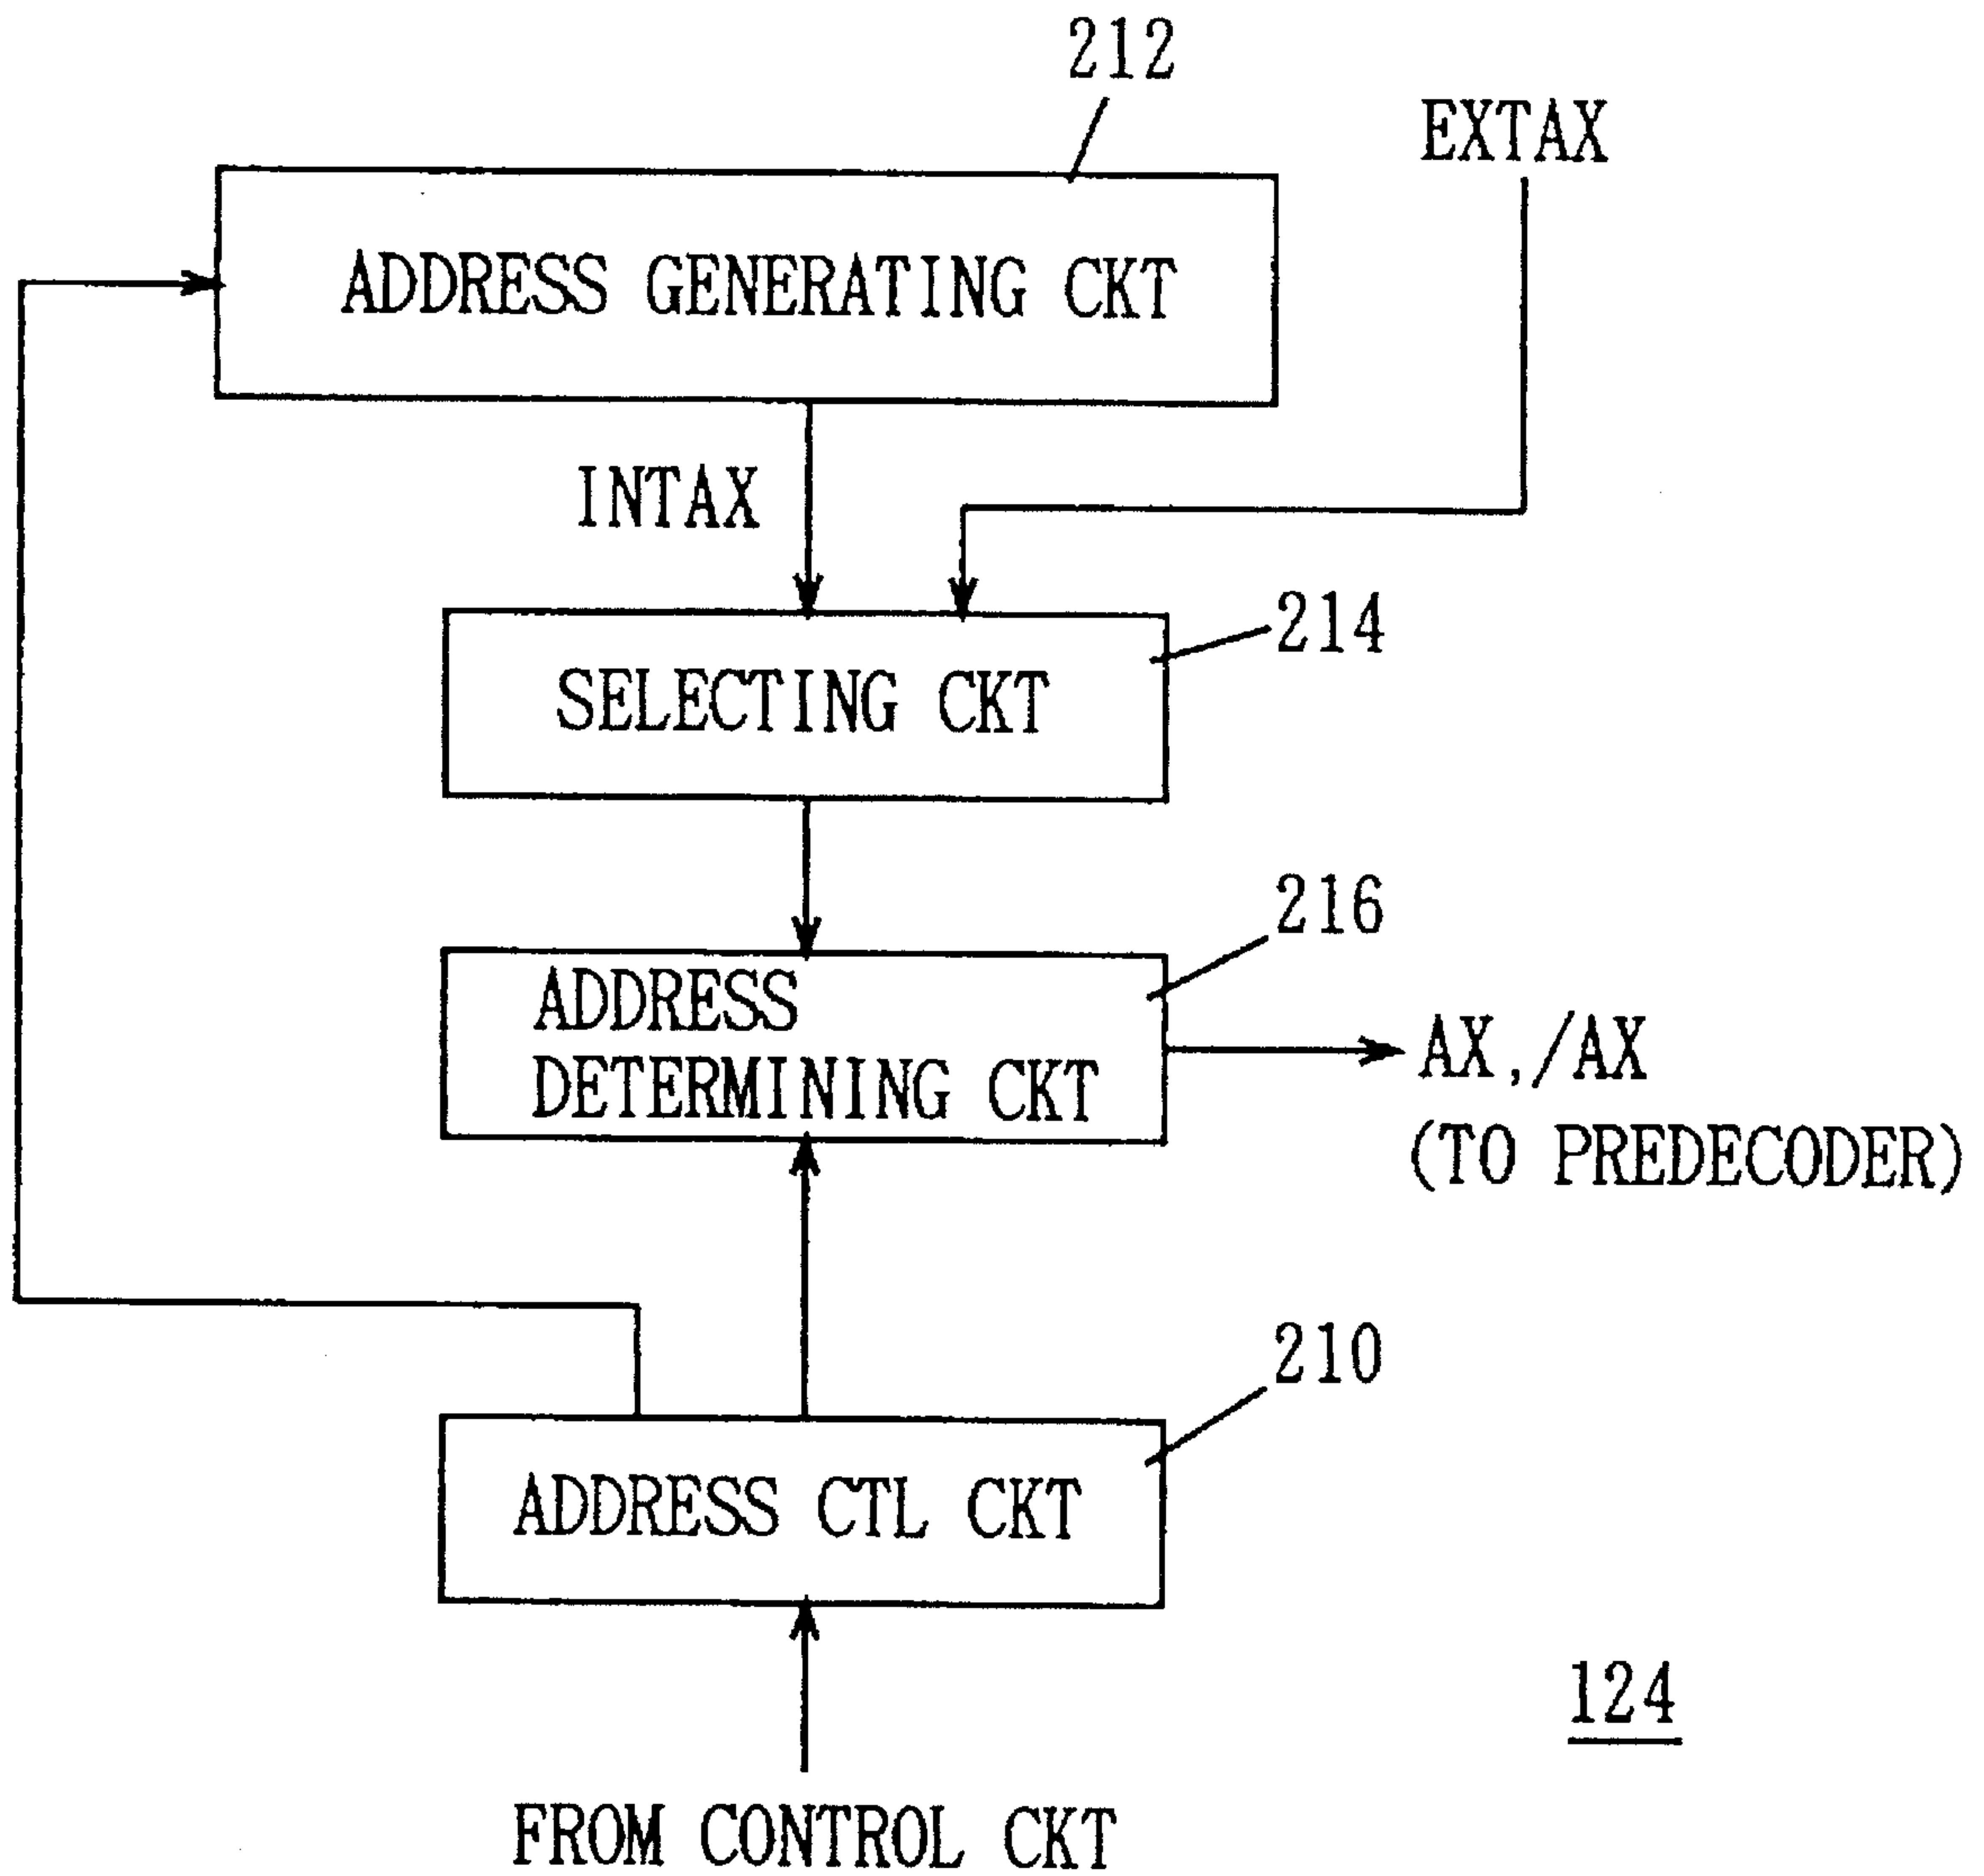 212
EXTAX
ADDRESS GENERATING CKT
INTAX
214
SELECTING CKT
216
ADDRESS
DETERMINING CKT
AX,/AX
(TO PREDECODER)
210
ADDRESS CTL CKT
124
FROM CONTROL CKT